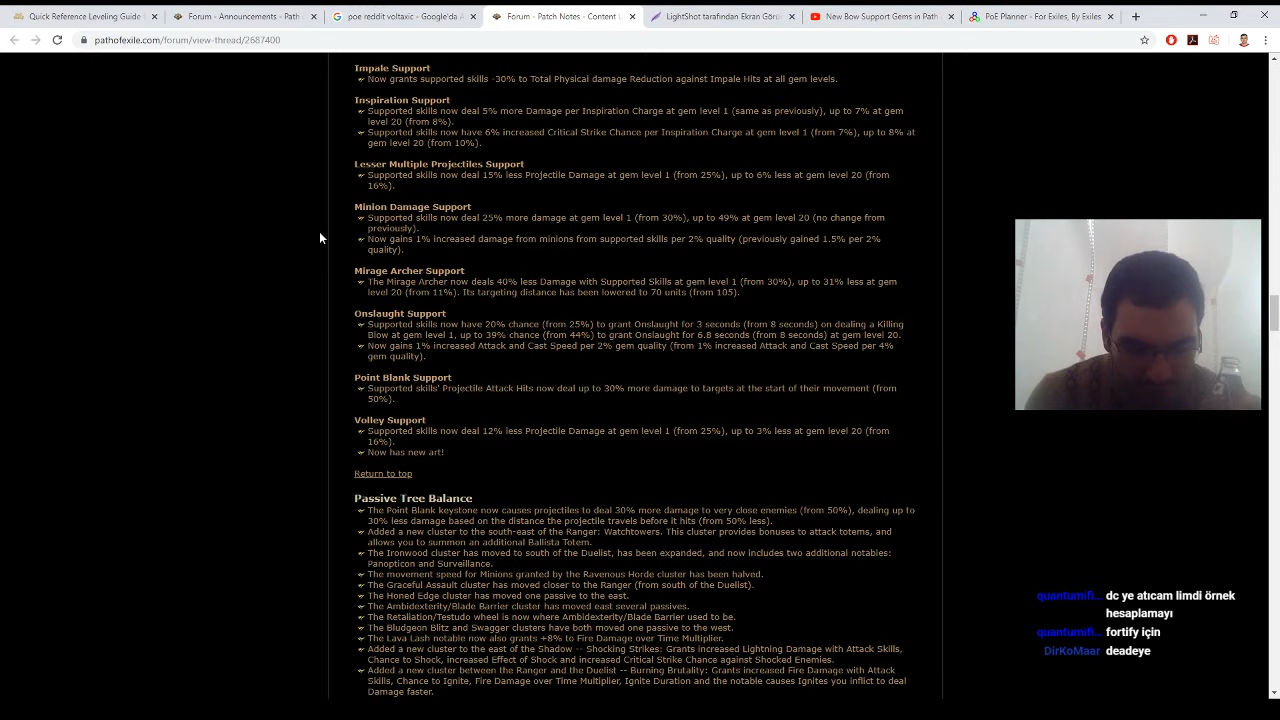 Quick Reference Leveling Guide
Forum - Announcements - Path
poe reddit voltaxic - Google'da A
Forum - Patch Notes - Content U
LightShot tarafından Ekran Görü
New Bow Support Gems in Path
PoE Planner - For Exiles, By Exiles
pathofexile.com/forum/view-thread/2687400
Impale Support
Now grants supported skills -30% to Total Physical damage Reduction against Impale Hits at all gem levels.
Inspiration Support
Supported skills now deal 5% more Damage per Inspiration Charge at gem level 1 (same as previously), up to 7% at gem
level 20 (from 8%).
Supported skills now have 6% increased Critical Strike Chance per Inspiration Charge at gem level 1 (from 7%), up to 8% at
gem level 20 (from 10%).
Lesser Multiple Projectiles Support
Supported skills now deal 15% less Projectile Damage at gem level 1 (from 25%), up to 6% less at gem level 20 (from
16%).
Minion Damage Support
Supported skills now deal 25% more damage at gem level 1 (from 30%), up to 49% at gem level 20 (no change from
previously).
Now gains 1% increased damage from minions from supported skills per 2% quality (previously gained 1.5% per 2%
quality).
Mirage Archer Support
The Mirage Archer now deals 40% less Damage with Supported Skills at gem level 1 (from 30%), up to 31% less at gem
level 20 (from 11%). Its targeting distance has been lowered to 70 units (from 105).
Onslaught Support
Supported skills now have 20% chance (from 25%) to grant Onslaught for 3 seconds (from 8 seconds) on dealing a Killing
Blow at gem level 1, up to 39% chance (from 44%) to grant Onslaught for 6.8 seconds (from 8 seconds) at gem level 20.
Now gains 1% increased Attack and Cast Speed per 2% gem quality (from 1% increased Attack and Cast Speed per 4%
gem quality).
Point Blank Support
Supported skills' Projectile Attack Hits now deal up to 30% more damage to targets at the start of their movement (from
50%).
Volley Support
Supported skills now deal 12% less Projectile Damage at gem level 1 (from 25%), up to 3% less at gem level 20 (from
16%).
Now has new art!
Return to top
Passive Tree Balance
The Point Blank keystone now causes projectiles to deal 30% more damage to very close enemies (from 50%), dealing up to
30% less damage based on the distance the projectile travels before it hits (from 50% less).
Added a new cluster to the south-east of the Ranger: Watchtowers. This cluster provides bonuses to attack totems, and
allows you to summon an additional Ballista Totem.
The Ironwood cluster has moved to south of the Duelist, has been expanded, and now includes two additional notables:
Panopticon and Surveillance.
The movement speed for Minions granted by the Ravenous Horde cluster has been halved.
The Graceful Assault cluster has moved closer to the Ranger (from south of the Duelist).
The Honed Edge cluster has moved one passive to the east.
The Ambidexterity/Blade Barrier cluster has moved east several passives.
The Retaliation/Testudo wheel is now where Ambidexterity/Blade Barrier used to be.
The Bludgeon Blitz and Swagger clusters have both moved one passive to the west.
The Lava Lash notable now also grants +8% to Fire Damage over Time Multiplier.
Added a new cluster to the east of the Shadow -- Shocking Strikes: Grants increased Lightning Damage with Attack Skills,
Chance to Shock, increased Effect of Shock and increased Critical Strike Chance against Shocked Enemies.
Added a new cluster between the Ranger and the Duelist -- Burning Brutality: Grants increased Fire Damage with Attack
Skills, Chance to Ignite, Fire Damage over Time Multiplier, Ignite Duration and the notable causes Ignites you inflict to deal
Damage faster.
quantumifi... dc ye atıcam limdi örnek
hesaplamayı
quantumifi... fortify için
DirKoMaar deadeye